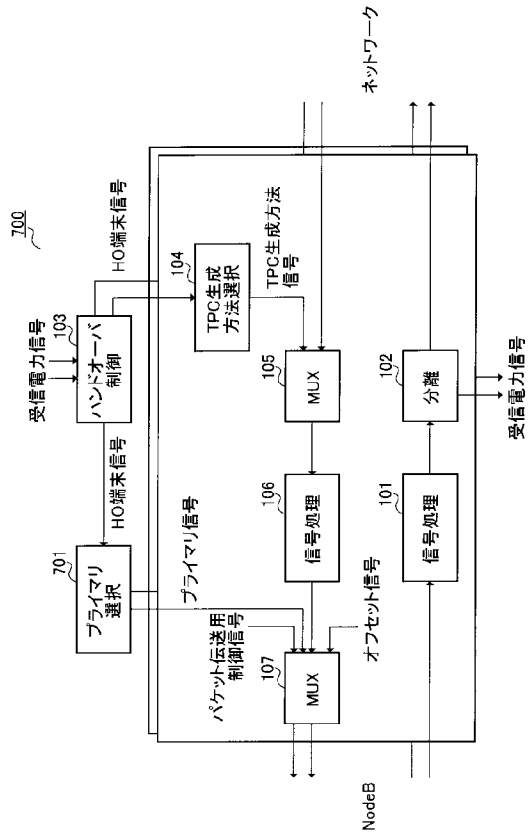 700
受信電力信号
103
ハンドオーバ
制御
HO端末信号
HO端末信号
701
プライマリ
選択
104
TPC生成
方法選択
TPC生成方法
信号
プライマリ信号
パケット伝送用
制御信号
107
MUX
106
信号処理
105
MUX
オフセット信号
101
信号処理
102
分離
受信電力信号
NodeB
ネットワーク